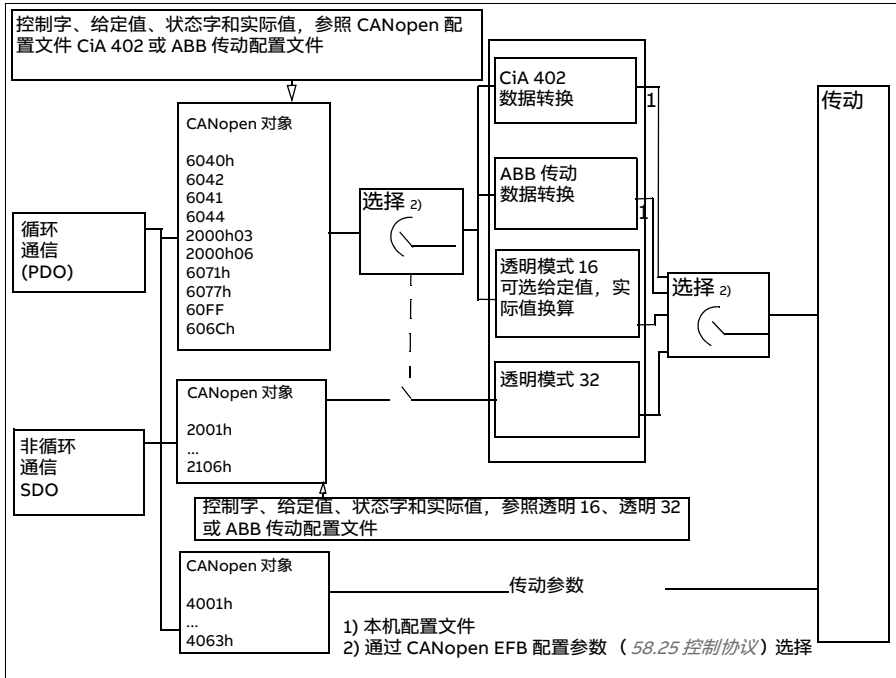 控制字、给定值、状态字和实际值，参照 CANopen 配
置文件 CiA 402 或 ABB 传动配置文件
CANopen 对象
6040h
6042
6041
6044
2000h03
2000h06
6071h
6077h
60FF
606Ch
循环
通信
(PDO)
选择 2)
CiA 402
数据转换
1
ABB 传动
数据转换
1
透明模式 16
可选给定值，实
际值换算
透明模式 32
选择 2)
传动
CANopen 对象
2001h
...
2106h
非循环
通信
SDO
控制字、给定值、状态字和实际值，参照透明 16、透明 32
或 ABB 传动配置文件
CANopen 对象
4001h
...
4063h
传动参数
1) 本机配置文件
2) 通过 CANopen EFB 配置参数（ 58.25 控制协议）选择